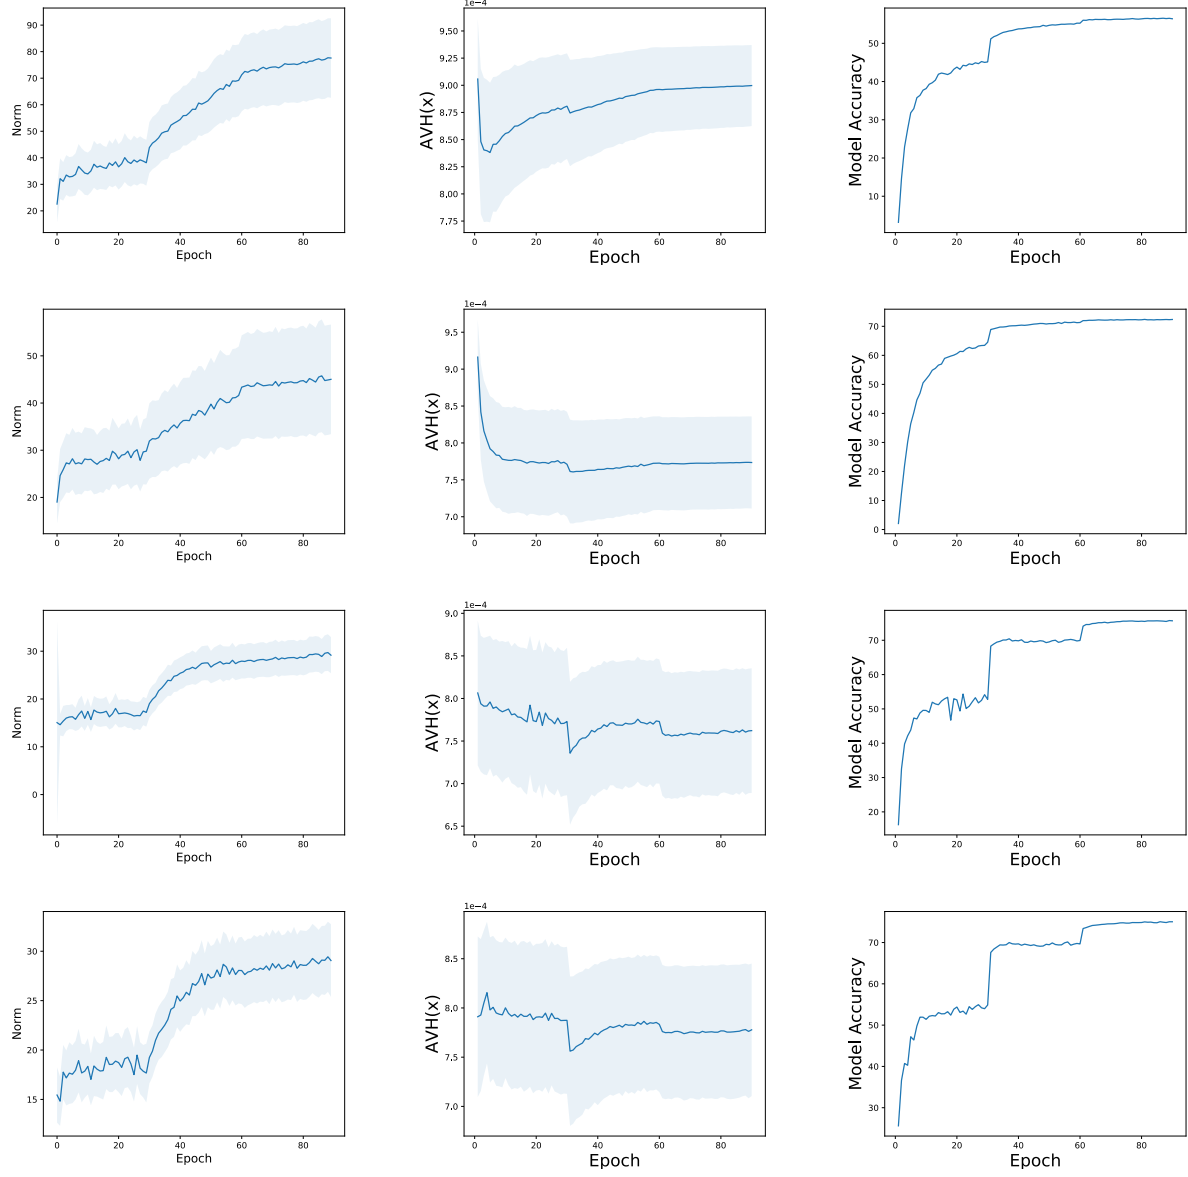 90
80
70
60
50
40
30
20
Norm
0 20 40 60 80
Epoch
1e−4
9.50
9.25
9.00
8.75
8.50
8.25
8.00
7.75
AVH(x)
0 20 40 60 80
Epoch
50
40
30
20
10
Model Accuracy
0 20 40 60 80
Epoch
50
40
30
20
Norm
0 20 40 60 80
Epoch
1e−4
9.5
9.0
8.5
8.0
7.5
7.0
AVH(x)
0 20 40 60 80
Epoch
70
60
50
40
30
20
10
0
Model Accuracy
0 20 40 60 80
Epoch
30
20
10
0
Norm
0 20 40 60 80
Epoch
1e−4
9.0
8.5
8.0
7.5
7.0
6.5
AVH(x)
0 20 40 60 80
Epoch
70
60
50
40
30
20
Model Accuracy
0 20 40 60 80
Epoch
30
25
20
15
Norm
0 20 40 60 80
Epoch
1e−4
8.5
8.0
7.5
7.0
AVH(x)
0 20 40 60 80
Epoch
70
60
50
40
30
Model Accuracy
0 20 40 60 80
Epoch